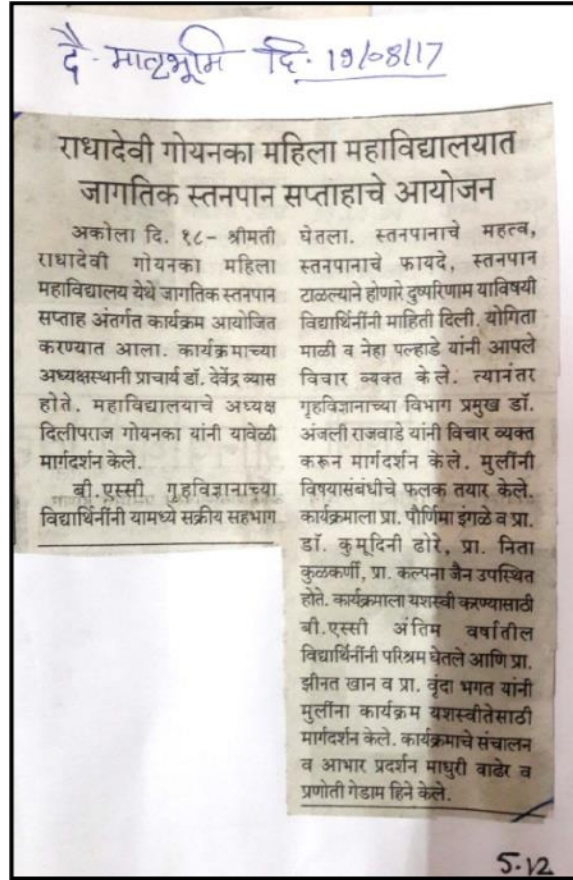 दै. मातृभूमि दि. 19/08/17
राधादेवी गोयनका महिला महाविद्यालयात
जागतिक स्तनपान सप्ताहाचे आयोजन
अकोला दि. १८- श्रीमती
राधादेवी गोयनका महिला
महाविद्यालय येथे जागतिक स्तनपान
सप्ताह अंतर्गत कार्यक्रम आयोजित
करण्यात आला. कार्यक्रमाच्या
अध्यक्षस्थानी प्राचार्य डॉ. देवेंद्र व्यास
होते. महाविद्यालयाचे अध्यक्ष
दिलीपराज गोयनका यांनी यावेळी
मार्गदर्शन केले.
बी.एस्सी गृहविज्ञानाच्या
विद्यार्थिनींनी यामध्ये सक्रीय सहभाग
घेतला. स्तनपानाचे महत्व,
स्तनपानाचे फायदे, स्तनपान
टाळल्याने होणारे दुष्परिणाम याविषयी
विद्यार्थिनींनी माहिती दिली. योगिता
माळी व नेहा पल्हाडे यांनी आपले
विचार व्यक्त केले. त्यानंतर
गृहविज्ञानाच्या विभाग प्रमुख डॉ.
अंजली राजवाडे यांनी विचार व्यक्त
करून मार्गदर्शन केले. मुलींनी
विषयासंबंधीचे फलक तयार केले.
कार्यक्रमाला प्रा. पौर्णिमा इंगळे व प्रा.
डॉ. कुमूदिनी ढोरे, प्रा. निता
कुळकर्णी, प्रा. कल्पना जैन उपस्थित
होते. कार्यक्रमाला यशस्वी करण्यासाठी
बी.एस्सी अंतिम वर्षातील
विद्यार्थिनींनी परिश्रम घेतले आणि प्रा.
झीनत खान व प्रा. वृंदा भगत यांनी
मुलींना कार्यक्रम यशस्वीतेसाठी
मार्गदर्शन केले. कार्यक्रमाचे संचालन
व आभार प्रदर्शन माधुरी वाढेर व
प्रणोती गेडाम हिने केले.
5.12